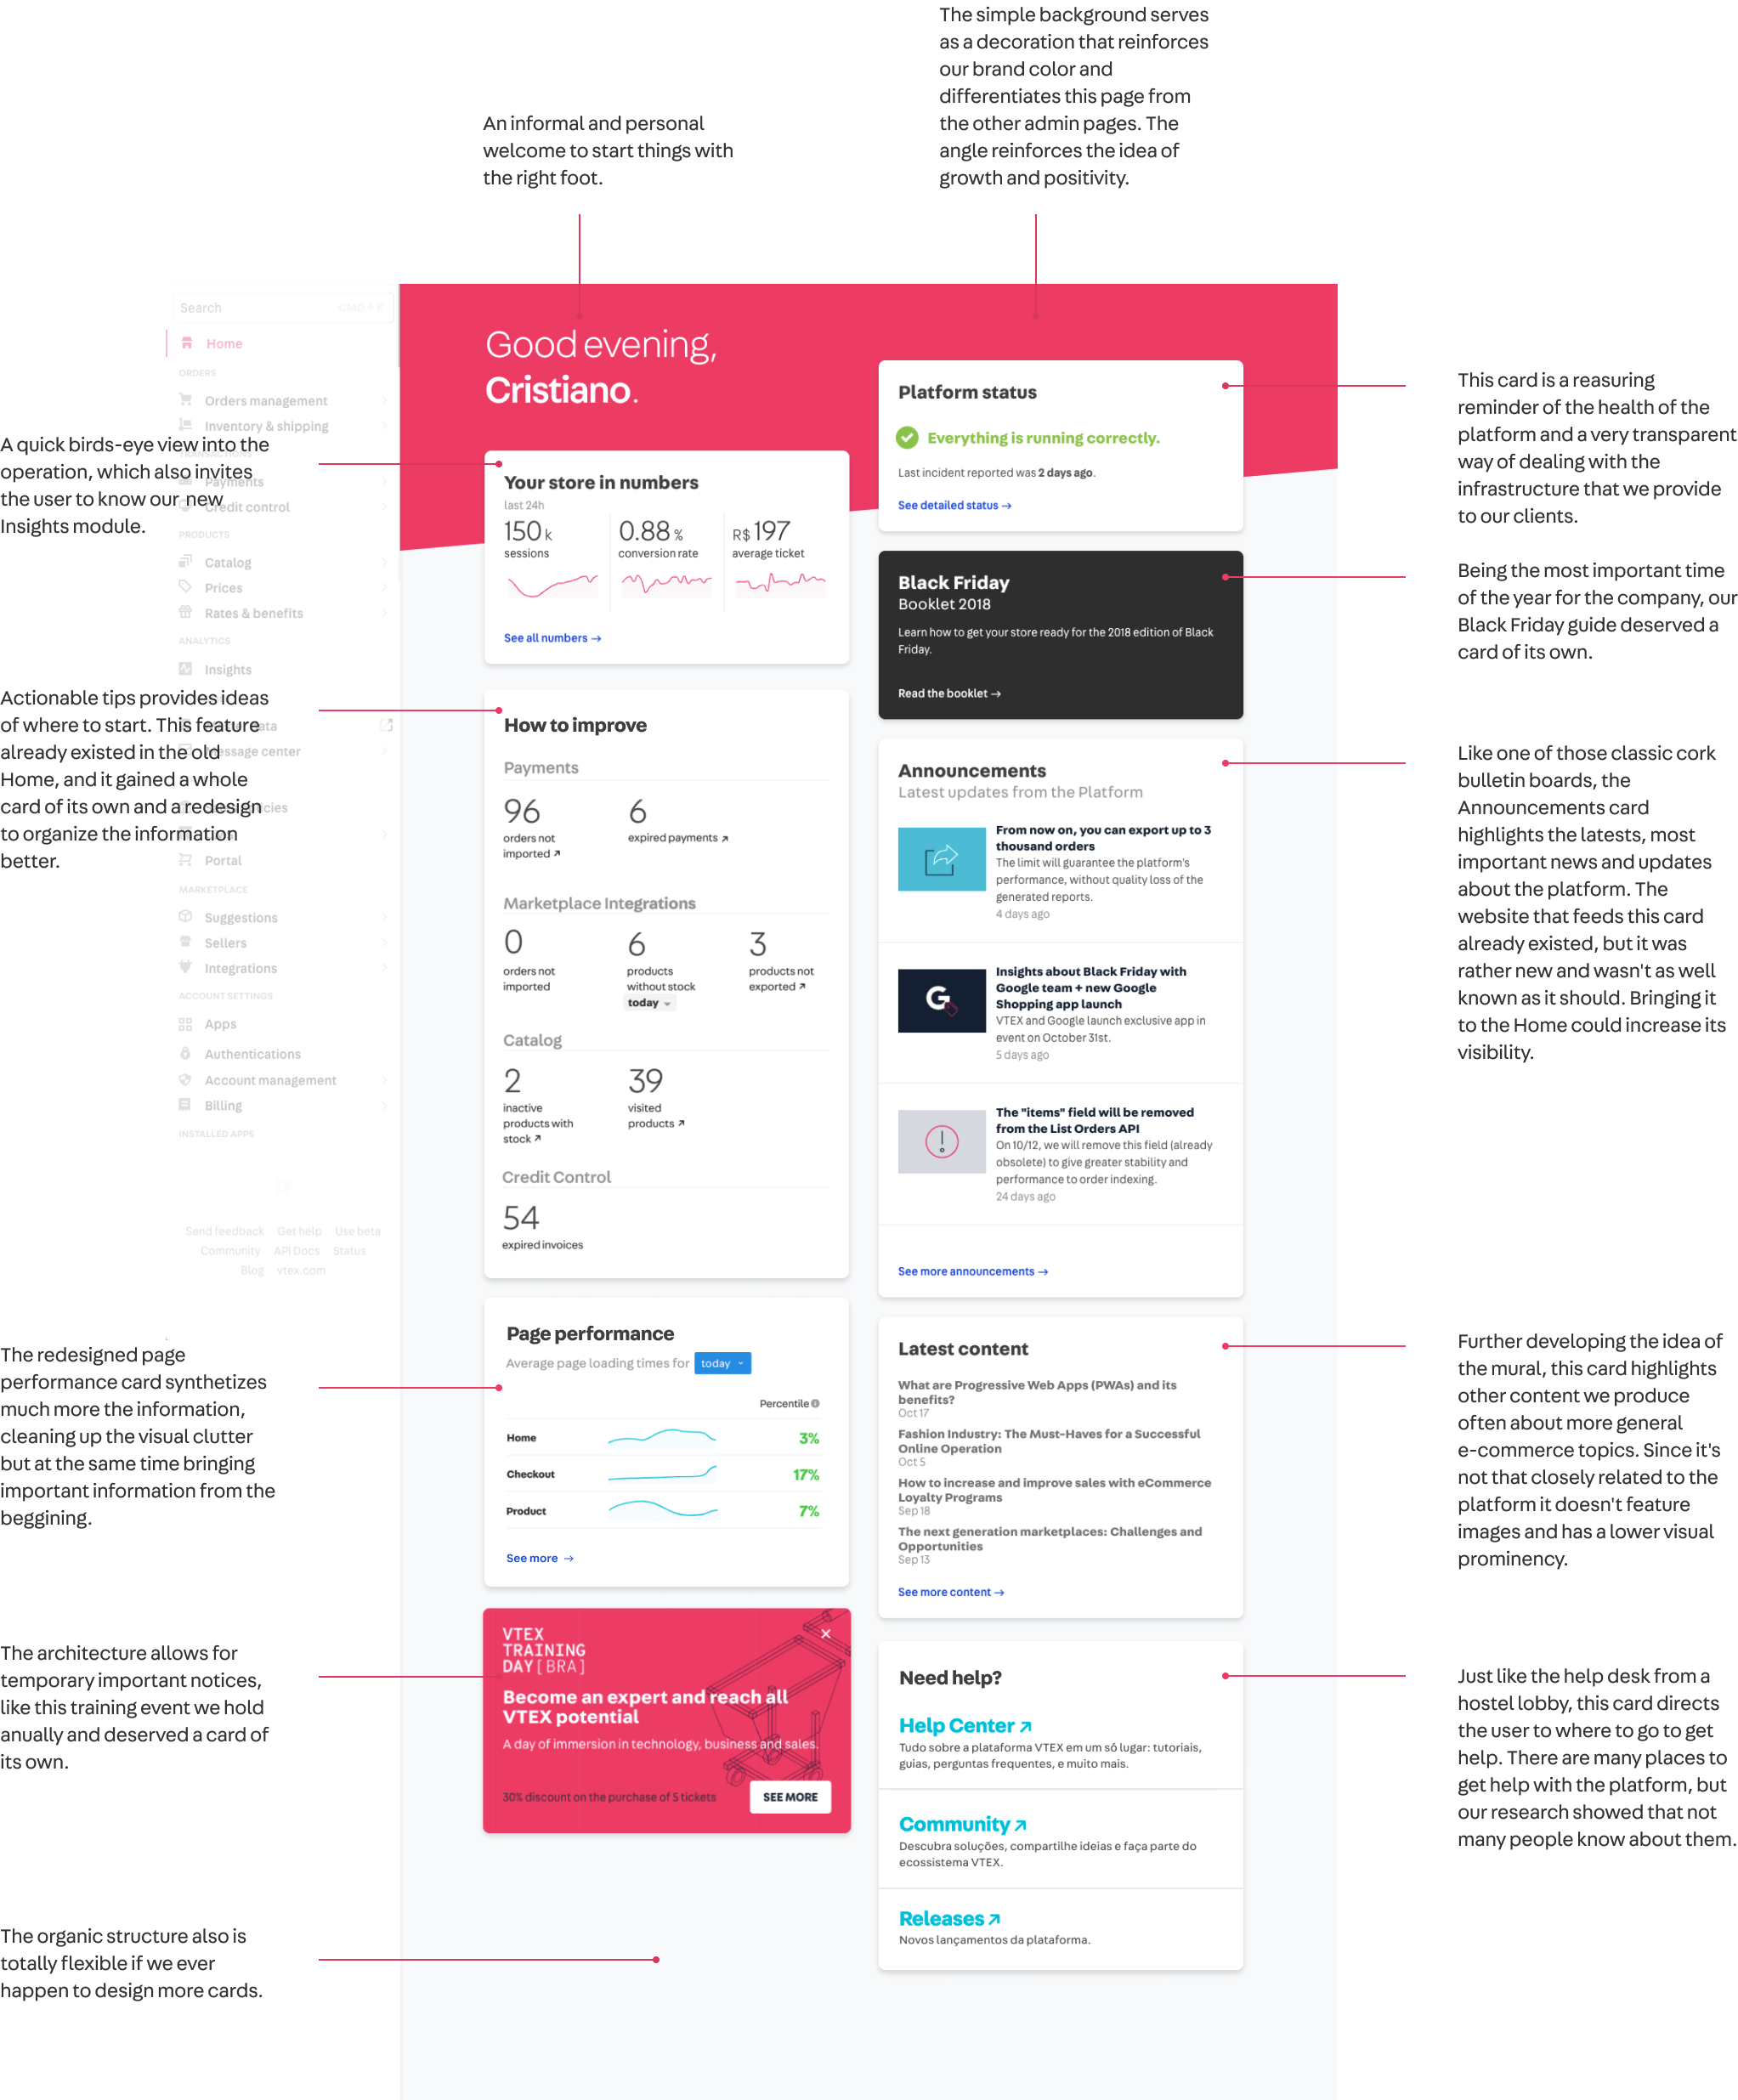 The simple background serves
as a decoration that reinforces
our brand color and
differentiates this page from
the other admin pages. The
angle reinforces the idea of
growth and positivity.
An informal and personal
welcome to start things with
the right foot.
Search
CMD + K
Home
ORDERS
Orders management
Inventory & shipping
TRANSACTIONS
Payments
Credit control
PRODUCTS
Catalog
Prices
Rates & benefits
ANALYTICS
Insights
Message center
Portal
MARKETPLACE
Suggestions
Sellers
Integrations
ACCOUNT SETTINGS
Apps
Authentications
Account management
Billing
INSTALLED APPS
Send feedback Get help Use beta
Community API Docs Status
Blog vtex.com
A quick birds-eye view into the
operation, which also invites
the user to know our new
Insights module.
Actionable tips provides ideas
of where to start. This feature
already existed in the old
Home, and it gained a whole
card of its own and a redesign
to organize the information
better.
The redesigned page
performance card synthetizes
much more the information,
cleaning up the visual clutter
but at the same time bringing
important information from the
beggining.
The architecture allows for
temporary important notices,
like this training event we hold
anually and deserved a card of
its own.
The organic structure also is
totally flexible if we ever
happen to design more cards.
Good evening,
Cristiano.
Your store in numbers
last 24h
150 k
sessions
0.88 %
conversion rate
R$ 197
average ticket
See all numbers →
How to improve
Payments
96
orders not
imported ↗
6
expired payments ↗
Marketplace Integrations
0
orders not
imported
6
products
without stock
today
3
products not
exported ↗
Catalog
2
inactive
products with
stock ↗
39
visited
products ↗
Credit Control
54
expired invoices
Page performance
Average page loading times for today
Percentile
Home 3%
Checkout 17%
Product 7%
See more →
VTEX
TRAINING
DAY[BRA]
Become an expert and reach all
VTEX potential
A day of immersion in technology, business and sales.
30% discount on the purchase of 5 tickets
SEE MORE
Platform status
Everything is running correctly.
Last incident reported was 2 days ago.
See detailed status →
Black Friday
Booklet 2018
Learn how to get your store ready for the 2018 edition of Black
Friday.
Read the booklet →
Announcements
Latest updates from the Platform
From now on, you can export up to 3
thousand orders
The limit will guarantee the platform's
performance, without quality loss of the
generated reports.
4 days ago
Insights about Black Friday with
Google team + new Google
Shopping app launch
VTEX and Google launch exclusive app in
event on October 31st.
5 days ago
The "items" field will be removed
from the List Orders API
On 10/12, we will remove this field (already
obsolete) to give greater stability and
performance to order indexing.
24 days ago
See more announcements →
Latest content
What are Progressive Web Apps (PWAs) and its
benefits?
Oct 17
Fashion Industry: The Must-Haves for a Successful
Online Operation
Oct 5
How to increase and improve sales with eCommerce
Loyalty Programs
Sep 18
The next generation marketplaces: Challenges and
Opportunities
Sep 13
See more content →
Need help?
Help Center ↗
Tudo sobre a plataforma VTEX em um só lugar: tutoriais,
guias, perguntas frequentes, e muito mais.
Community ↗
Descubra soluções, compartilhe ideias e faça parte do
ecossistema VTEX.
Releases ↗
Novos lançamentos da plataforma.
This card is a reasuring
reminder of the health of the
platform and a very transparent
way of dealing with the
infrastructure that we provide
to our clients.
Being the most important time
of the year for the company, our
Black Friday guide deserved a
card of its own.
Like one of those classic cork
bulletin boards, the
Announcements card
highlights the latests, most
important news and updates
about the platform. The
website that feeds this card
already existed, but it was
rather new and wasn't as well
known as it should. Bringing it
to the Home could increase its
visibility.
Further developing the idea of
the mural, this card highlights
other content we produce
often about more general
e-commerce topics. Since it's
not that closely related to the
platform it doesn't feature
images and has a lower visual
prominency.
Just like the help desk from a
hostel lobby, this card directs
the user to where to go to get
help. There are many places to
get help with the platform, but
our research showed that not
many people know about them.